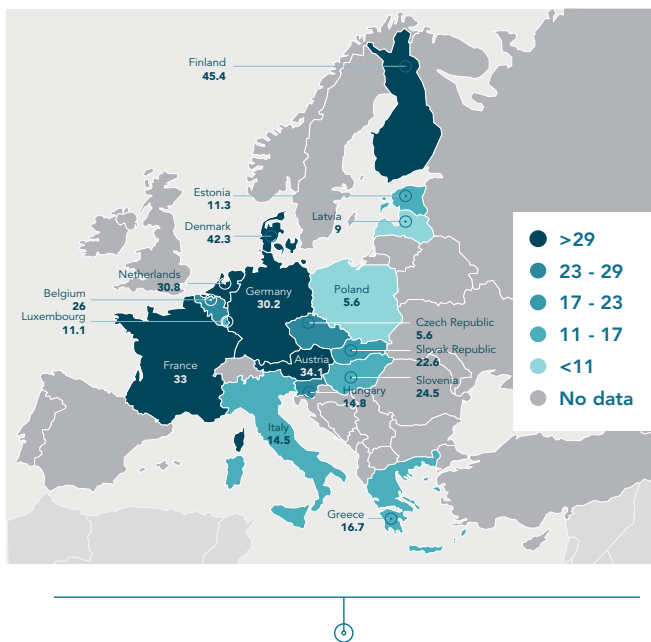 Finland
45.4
Estonia
11.3
Latvia
9
Denmark
42.3
Netherlands
30.8
Belgium
26
Luxembourg
11.1
Germany
30.2
Poland
5.6
Czech Republic
5.6
Slovak Republic
22.6
Slovenia
24.5
Hungary
14.8
Austria
34.1
France
33
Italy
14.5
Greece
16.7
>29
23 - 29
17 - 23
11 - 17
<11
No data